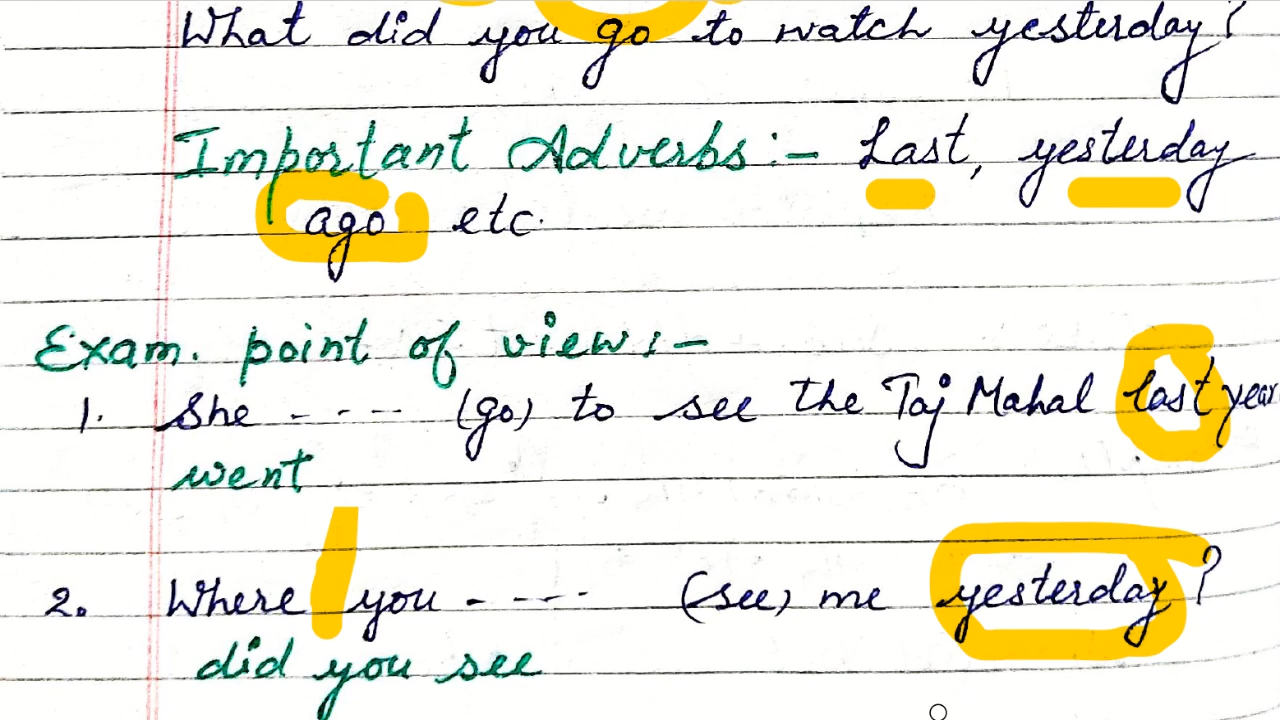 What did you go to watch yesterday?
Important Adverbs:- Last, yesterday
ago etc.
Exam. point of view:-
1. She ---- (go) to see the Taj Mahal last year
went
2. Where you ---- (see) me yesterday?
did you see